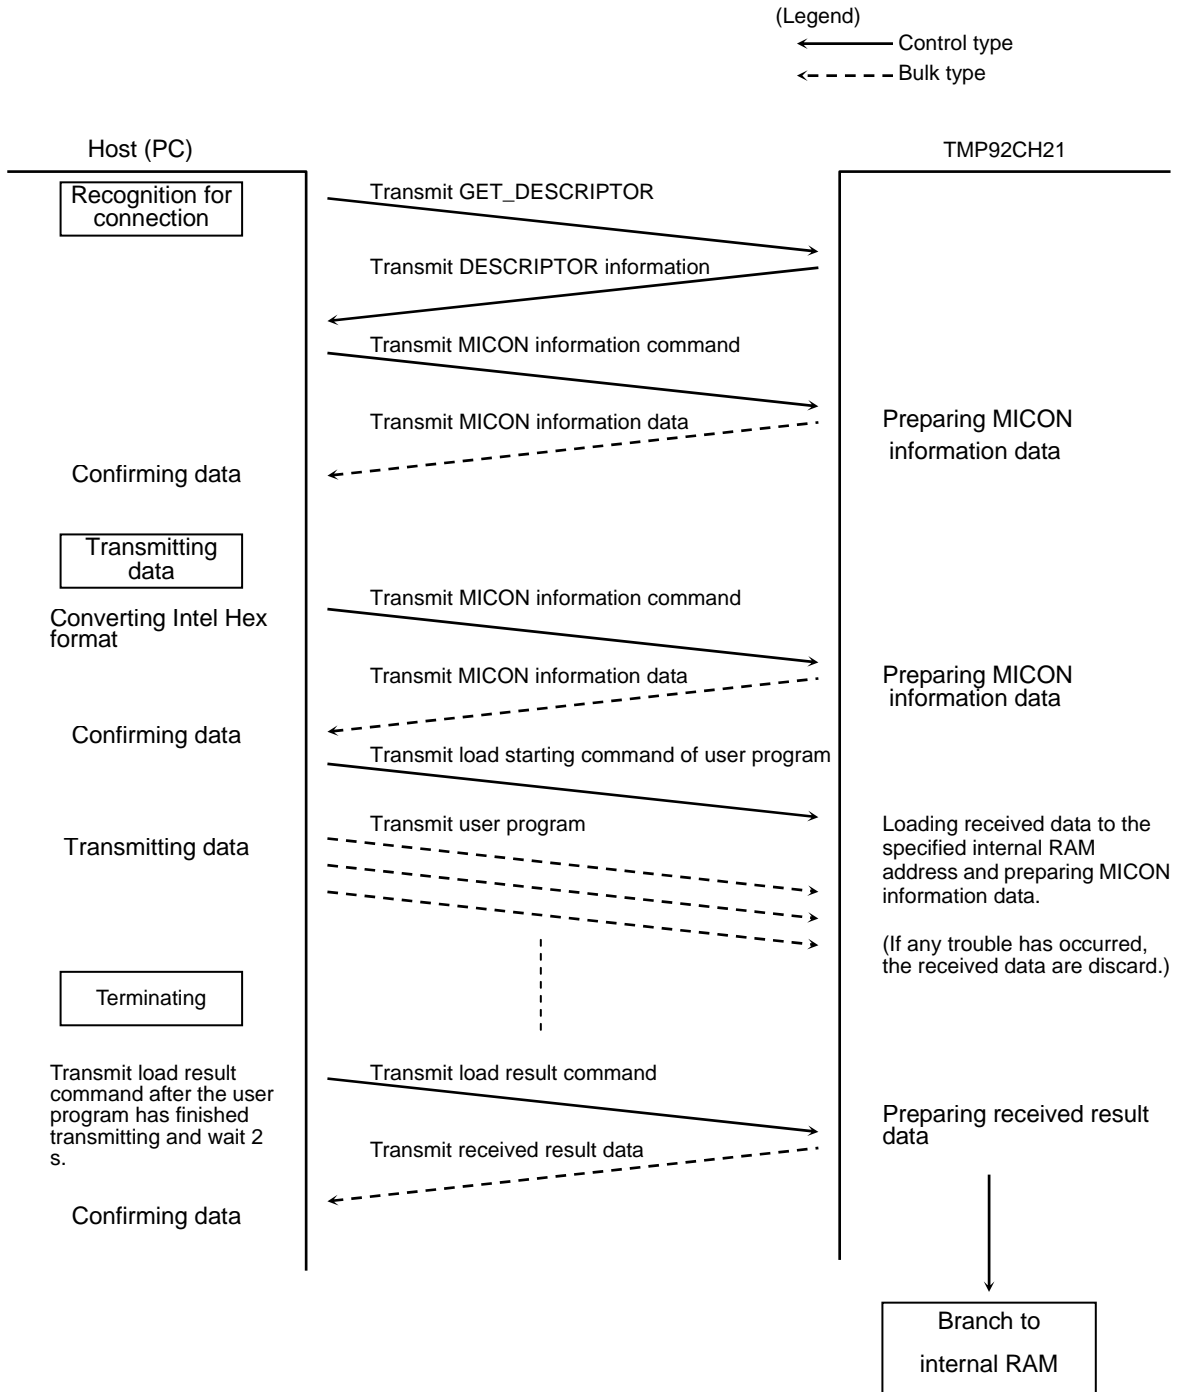 (Legend)
Control type
Bulk type
Host (PC)
TMP92CH21
Recognition for
connection
Transmit GET_DESCRIPTOR
Transmit DESCRIPTOR information
Transmit MICON information command
Transmit MICON information data
Preparing MICON
information data
Confirming data
Transmitting
data
Converting Intel Hex
format
Transmit MICON information command
Transmit MICON information data
Preparing MICON
information data
Confirming data
Transmit load starting command of user program
Transmitting data
Transmit user program
Loading received data to the
specified internal RAM
address and preparing MICON
information data.
(If any trouble has occurred,
the received data are discard.)
Terminating
Transmit load result
command after the user
program has finished
transmitting and wait 2
s.
Transmit load result command
Transmit received result data
Preparing received result
data
Confirming data
Branch to
internal RAM